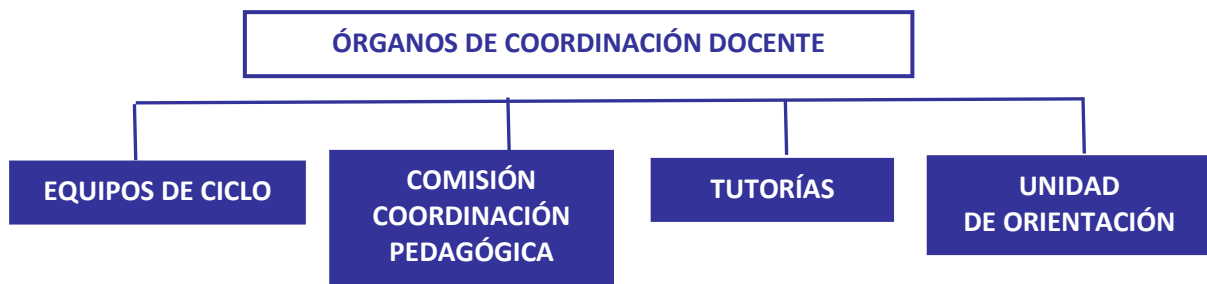 ÓRGANOS DE COORDINACIÓN DOCENTE
EQUIPOS DE CICLO
COMISIÓN
COORDINACIÓN
PEDAGÓGICA
TUTORÍAS
UNIDAD
DE ORIENTACIÓN